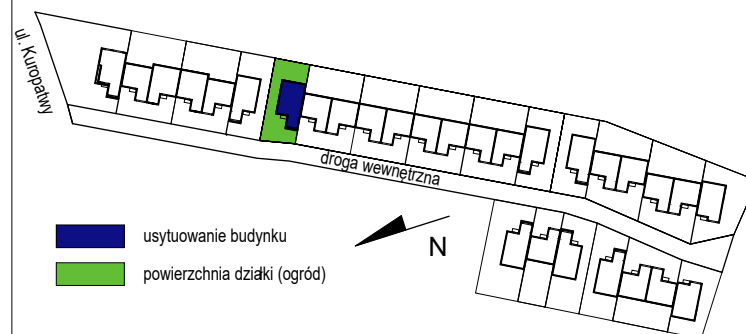 ul. Kuropatwy
droga wewnętrzna
usytuowanie budynku
N
powierzchnia działki (ogród)